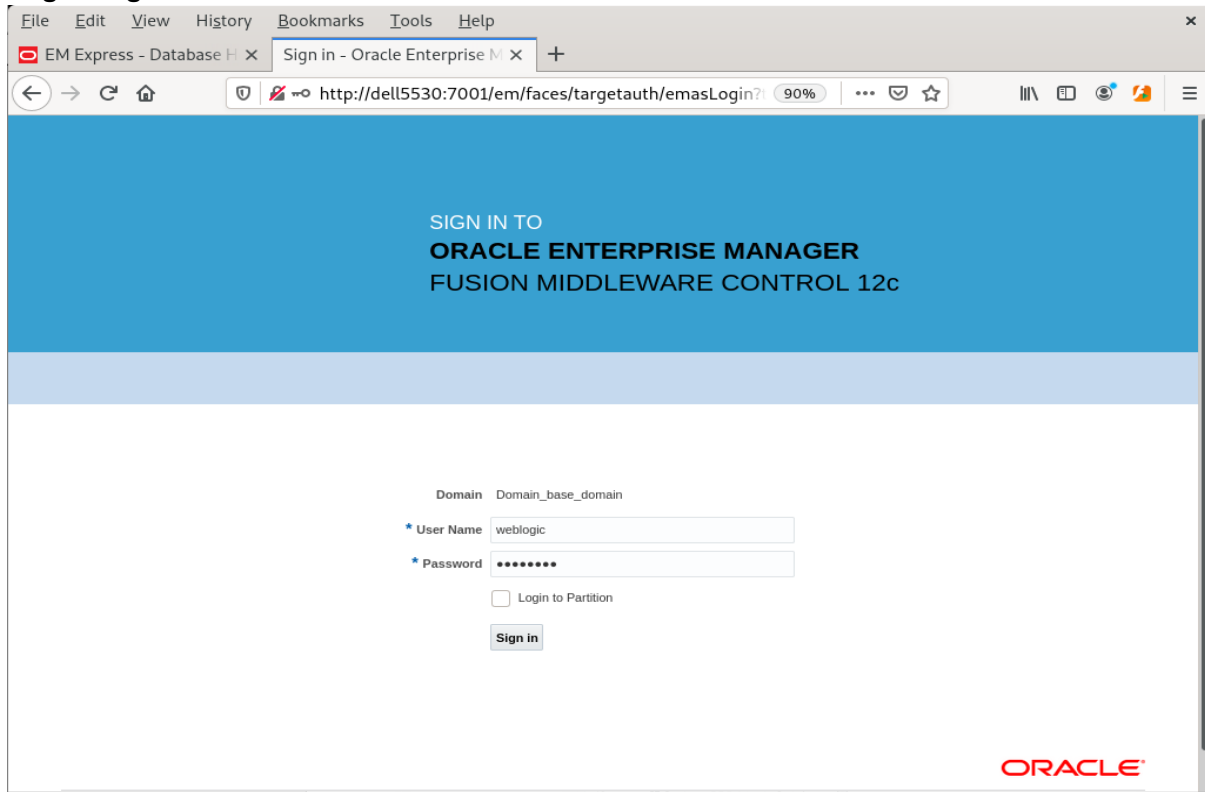 File Edit View History Bookmarks Tools Help
EM Express - Database H Sign in - Oracle Enterprise M
http://dell5530:7001/em/faces/targetauth/emasLogin? 90%
SIGN IN TO
ORACLE ENTERPRISE MANAGER
FUSION MIDDLEWARE CONTROL 12c
Domain Domain_base_domain
* User Name weblogic
* Password ••••••••
Login to Partition
Sign in
ORACLE